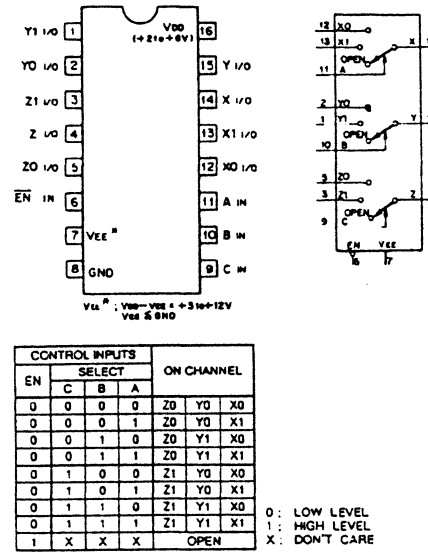 Y1 I/O 1
VDD 16
(+2 to +6V)
Y0 I/O 2
15 Y I/O
Z1 I/O 3
14 X I/O
Z I/O 4
13 X1 I/O
Z0 I/O 5
12 X0 I/O
EN IN 6
11 A IN
7 VEE*
10 B IN
8 GND
9 C IN
VEE* ; VDD-VEE = +3 to +12V
VEE ≦ GND
12 X0
13 X1
OPEN
X
11 A
2 Y0
1 Y1
OPEN
Y
10 B
5 Z0
3 Z1
OPEN
Z
9 C
EN VEE
6 7
CONTROL INPUTS ON CHANNEL
EN SELECT
C B A
0 0 0 0 Z0 Y0 X0
0 0 0 1 Z0 Y0 X1
0 0 1 0 Z0 Y1 X0
0 0 1 1 Z0 Y1 X1
0 1 0 0 Z1 Y0 X0
0 1 0 1 Z1 Y0 X1
0 1 1 0 Z1 Y1 X0
0 1 1 1 Z1 Y1 X1
1 X X X OPEN
0 : LOW LEVEL
1 : HIGH LEVEL
X : DON'T CARE